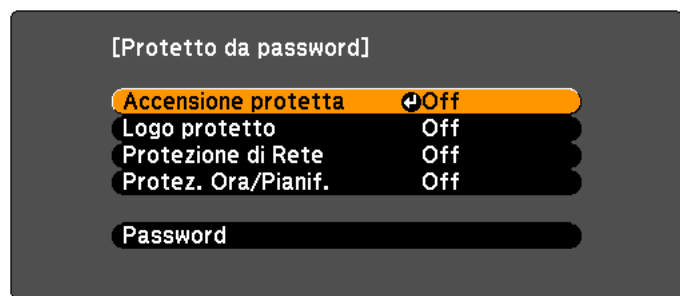 [Protetto da password]
Accensione protetta Off
Logo protetto Off
Protezione di Rete Off
Protez. Ora/Pianif. Off
Password